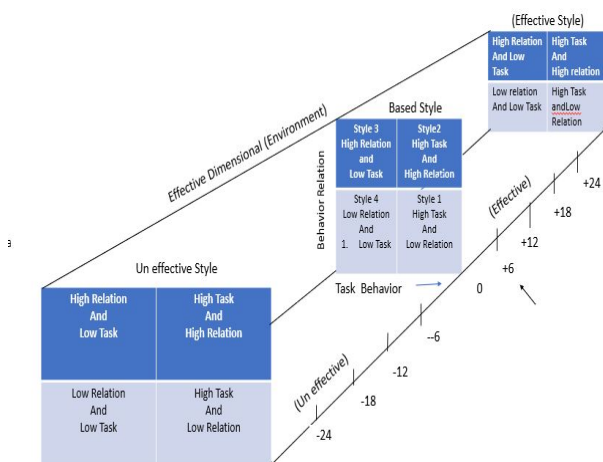 (Effective Style)
High Relation
And Low
Task
High Task
And
High relation
Low relation
And Low Task
High Task
andLow
Relation
Based Style
Style 3
High Relation
and
Low Task
Style2
High Task
And
High Relation
Style 4
Low Relation
And
1. Low Task
Style 1
High Task
And
Low Relation
Behavior Relation
Task Behavior
Effective Dimensional (Environment)
Un effective Style
High Relation
And
Low Task
High Task
And
High Relation
Low Relation
And
Low Task
High Task
And
Low Relation
(Effective)
+24
+18
+12
+6
0
--6
-12
-18
-24
(Un effective)
a